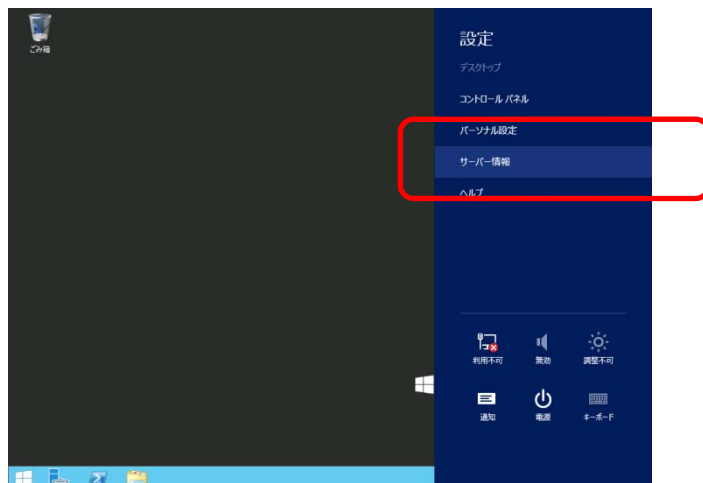 ごみ箱
設定
デスクトップ
コントロール パネル
パーソナル設定
サーバー情報
ヘルプ
利用不可
無効
調整不可
通知
電源
キーボード